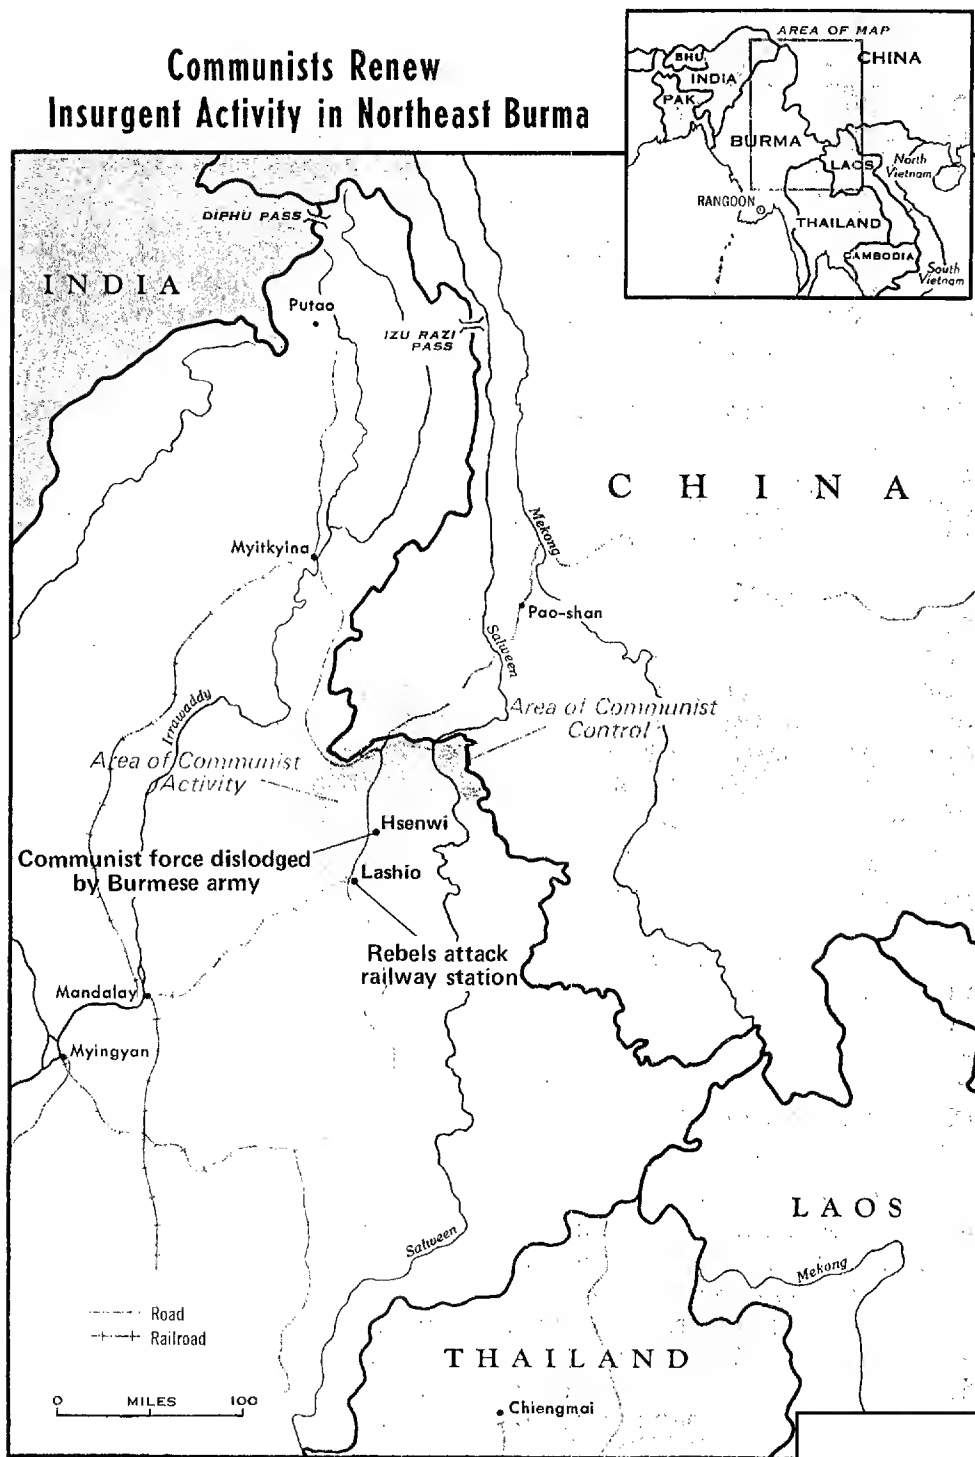 Communists Renew
Insurgent Activity in Northeast Burma
AREA OF MAP
CHINA
BHU.
INDIA
PAK.
BURMA
LAOS
North
Vietnam
RANGOON
THAILAND
CAMBODIA
South
Vietnam
DIPHU PASS
INDIA
Putao
IZU RAZI
PASS
CHINA
Mekong
Myitkyina
Pao-shan
Salween
Irrawaddy
Area of Communist
Control
Area of Communist
Activity
Hsenwi
Communist force dislodged
by Burmese army
Lashio
Rebels attack
railway station
Mandalay
Myingyan
LAOS
Salween
Mekong
Road
Railroad
THAILAND
0 MILES 100
Chiengmai